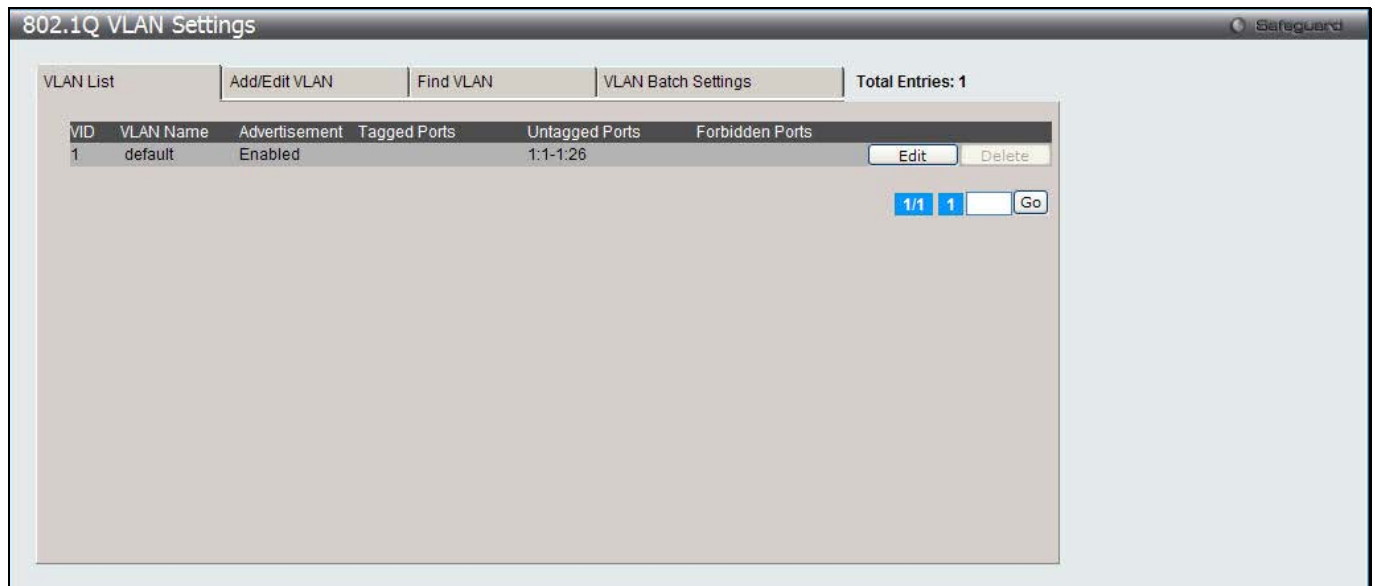 802.1Q VLAN Settings Safeguard
VLAN List Add/Edit VLAN Find VLAN VLAN Batch Settings Total Entries: 1
VID VLAN Name Advertisement Tagged Ports Untagged Ports Forbidden Ports
1 default Enabled 1:1-1:26 Edit Delete
1/1 1 Go